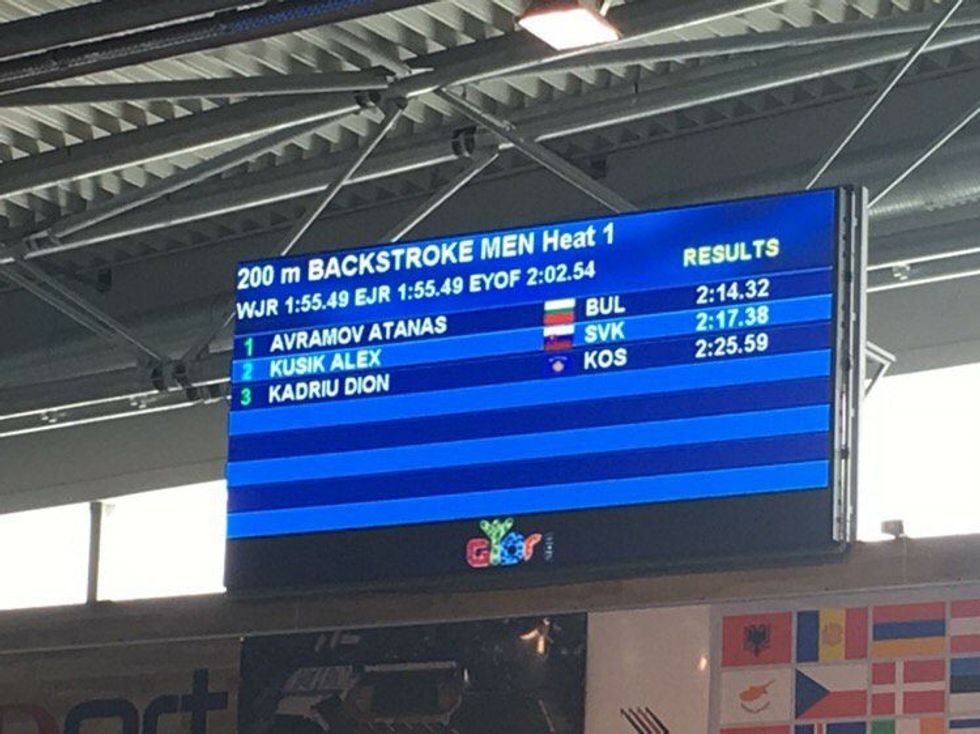 200 m BACKSTROKE MEN Heat 1
WJR 1:55.49 EJR 1:55.49 EYOF 2:02.54 RESULTS
1 AVRAMOV ATANAS BUL 2:14.32
2 KUSIK ALEX SVK 2:17.38
3 KADRIU DION KOS 2:25.59
GYőr
port